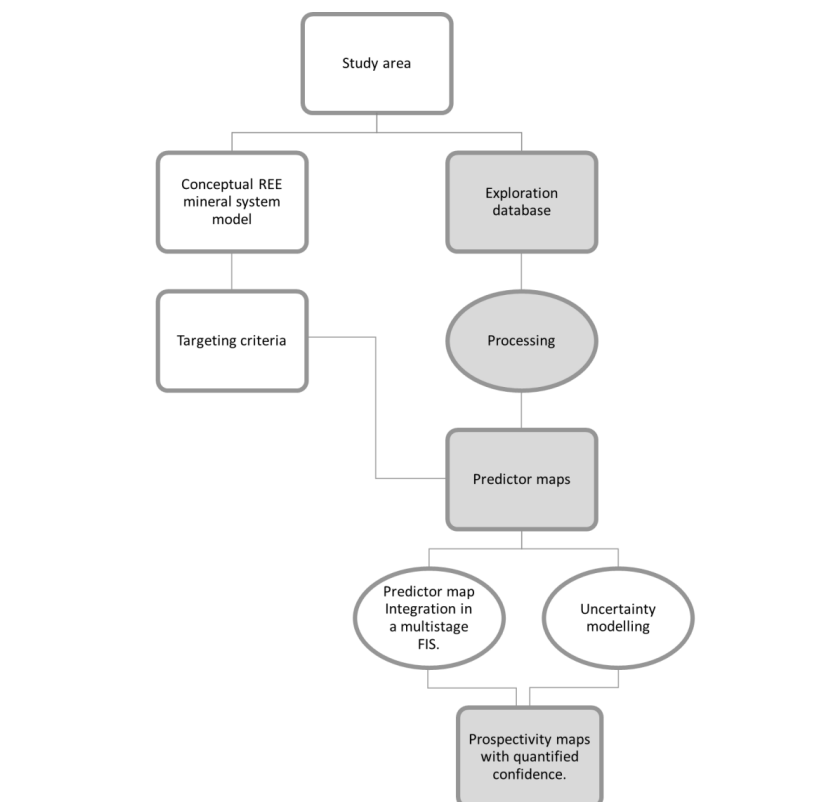 Study area
Conceptual REE
mineral system
model
Exploration
database
Targeting criteria
Processing
Predictor maps
Predictor map
Integration in
a multistage
FIS.
Uncertainty
modelling
Prospectivity maps
with quantified
confidence.